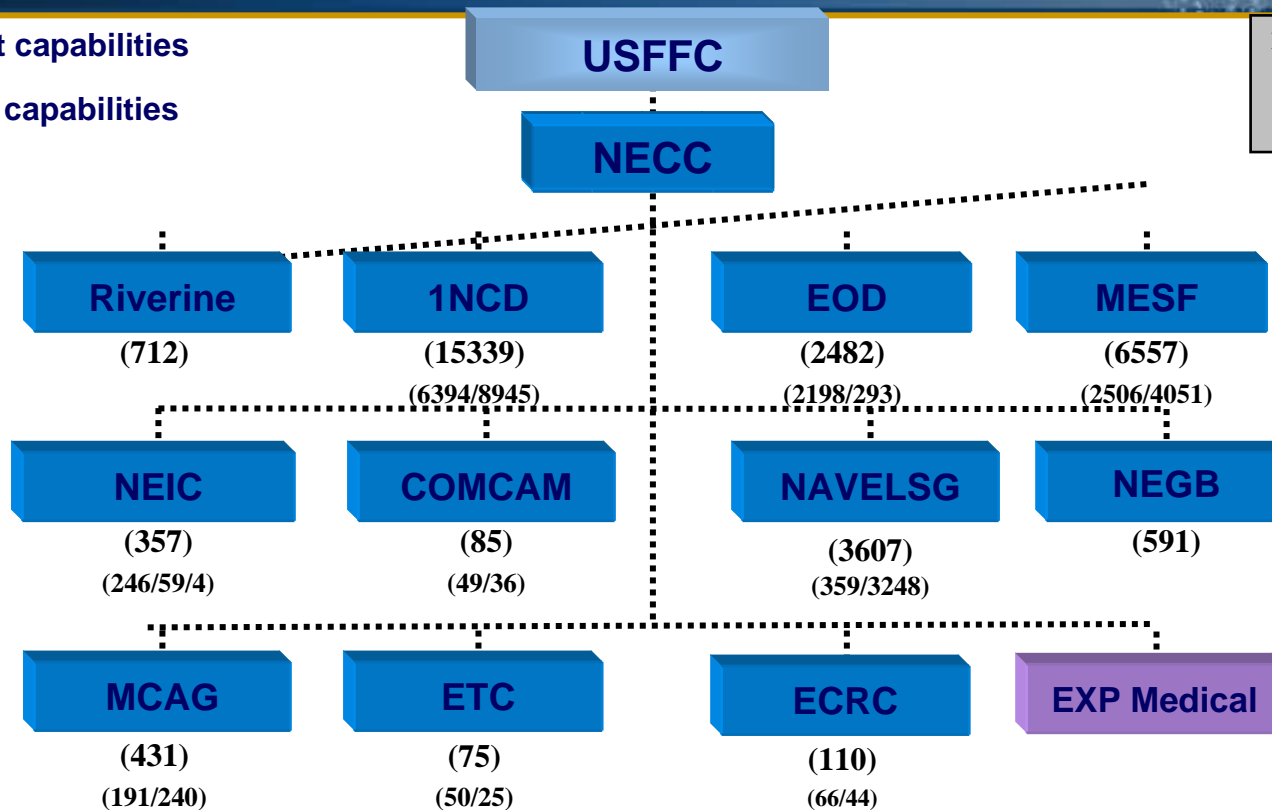 t capabilities
capabilities
USFFC
NECC
Riverine
1NCD
EOD
MESF
(712)
(15339)
(2482)
(6557)
(6394/8945)
(2198/293)
(2506/4051)
NEIC
COMCAM
NAVELSG
NEGB
(357)
(85)
(3607)
(591)
(246/59/4)
(49/36)
(359/3248)
MCAG
ETC
ECRC
EXP Medical
(431)
(75)
(110)
(191/240)
(50/25)
(66/44)